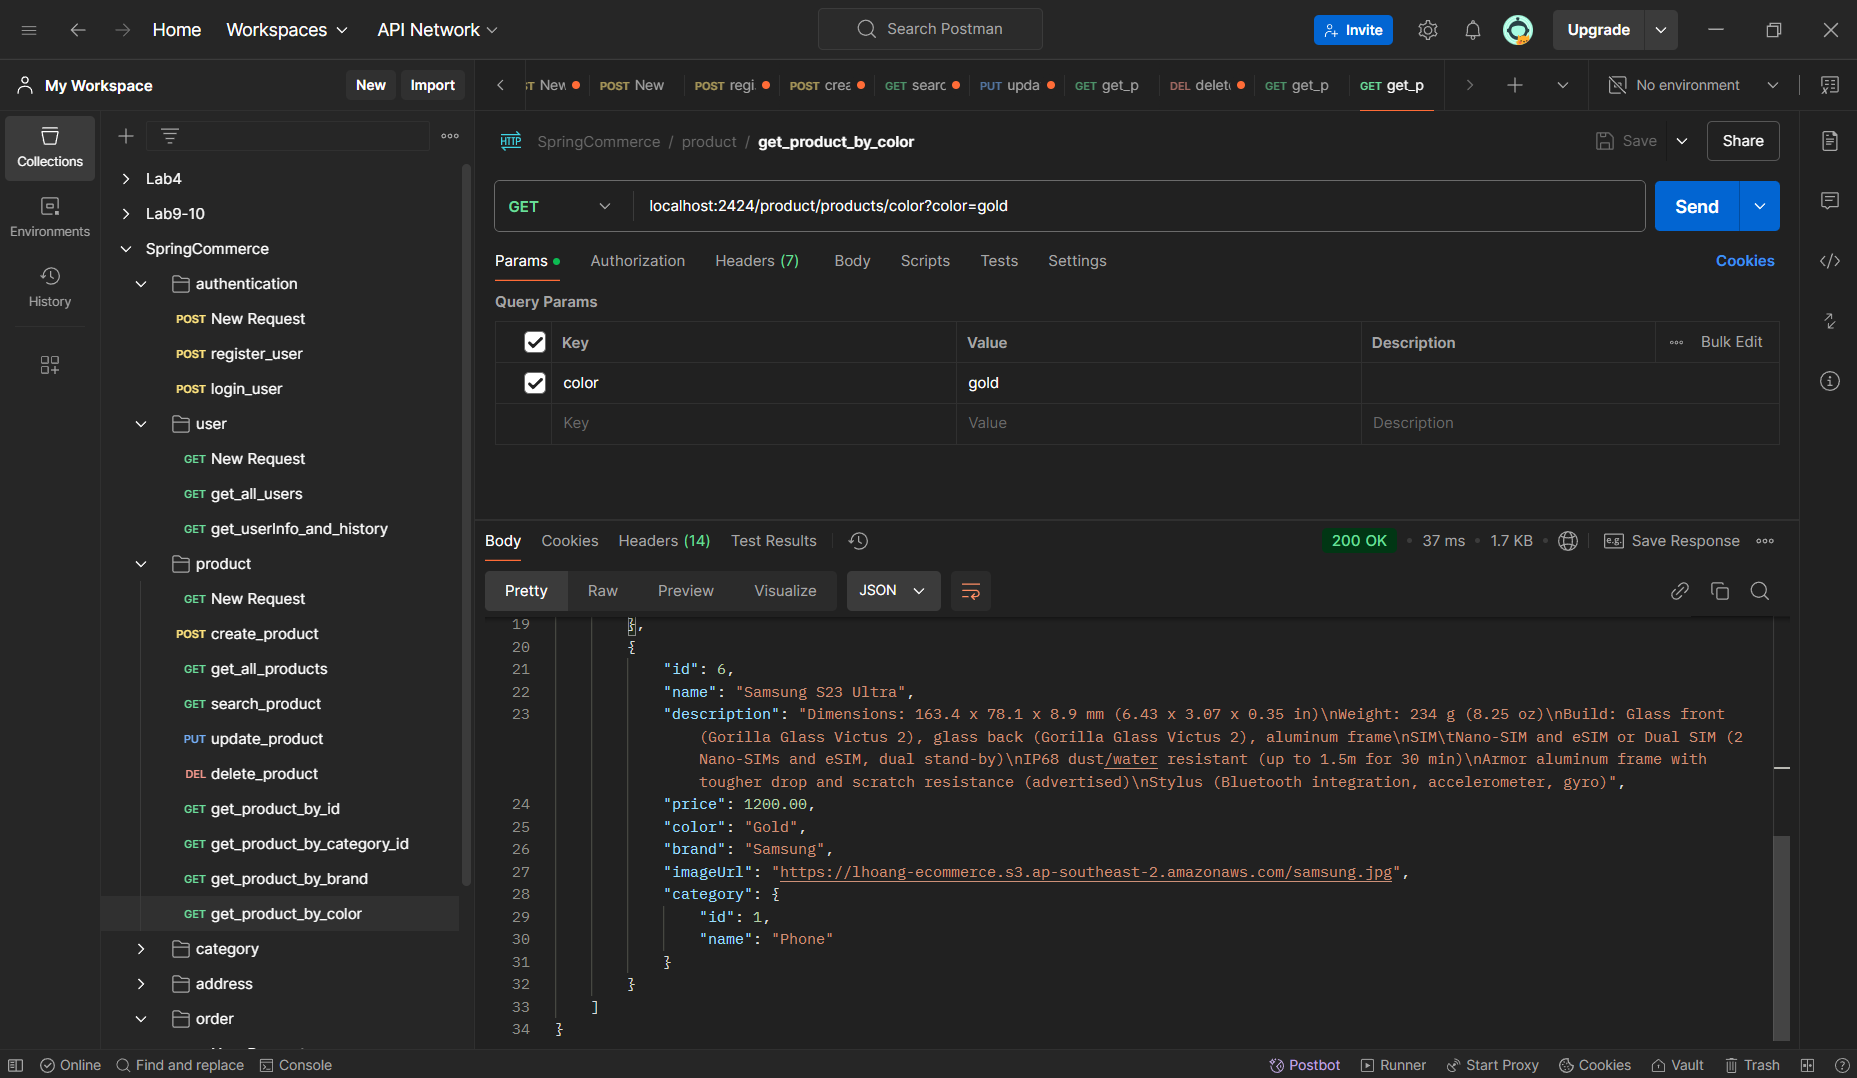 Home Workspaces API Network Search Postman Invite Upgrade
My Workspace New Import
New POST New POST regi POST crea GET searc PUT upda GET get_p DEL delet GET get_p GET get_p No environment
Collections
Environments
History
Lab4
Lab9-10
SpringCommerce
authentication
POST New Request
POST register_user
POST login_user
user
GET New Request
GET get_all_users
GET get_userInfo_and_history
product
GET New Request
POST create_product
GET get_all_products
GET search_product
PUT update_product
DEL delete_product
GET get_product_by_id
GET get_product_by_category_id
GET get_product_by_brand
GET get_product_by_color
category
address
order
HTTP SpringCommerce / product / get_product_by_color Save Share
GET localhost:2424/product/products/color?color=gold Send
Params Authorization Headers (7) Body Scripts Tests Settings Cookies
Query Params
Key Value Description Bulk Edit
color gold
Key Value Description
Body Cookies Headers (14) Test Results 200 OK • 37 ms • 1.7 KB • e.g. Save Response
Pretty Raw Preview Visualize JSON
19 },
20 {
21 "id": 6,
22 "name": "Samsung S23 Ultra",
23 "description": "Dimensions: 163.4 x 78.1 x 8.9 mm (6.43 x 3.07 x 0.35 in)\nWeight: 234 g (8.25 oz)\nBuild: Glass front
(Gorilla Glass Victus 2), glass back (Gorilla Glass Victus 2), aluminum frame\nSIM\tNano-SIM and eSIM or Dual SIM (2
Nano-SIMs and eSIM, dual stand-by)\nIP68 dust/water resistant (up to 1.5m for 30 min)\nArmor aluminum frame with
tougher drop and scratch resistance (advertised)\nStylus (Bluetooth integration, accelerometer, gyro)",
24 "price": 1200.00,
25 "color": "Gold",
26 "brand": "Samsung",
27 "imageUrl": "https://lhoang-ecommerce.s3.ap-southeast-2.amazonaws.com/samsung.jpg",
28 "category": {
29 "id": 1,
30 "name": "Phone"
31 }
32 }
33 ]
34 }
Online Find and replace Console Postbot Runner Start Proxy Cookies Vault Trash